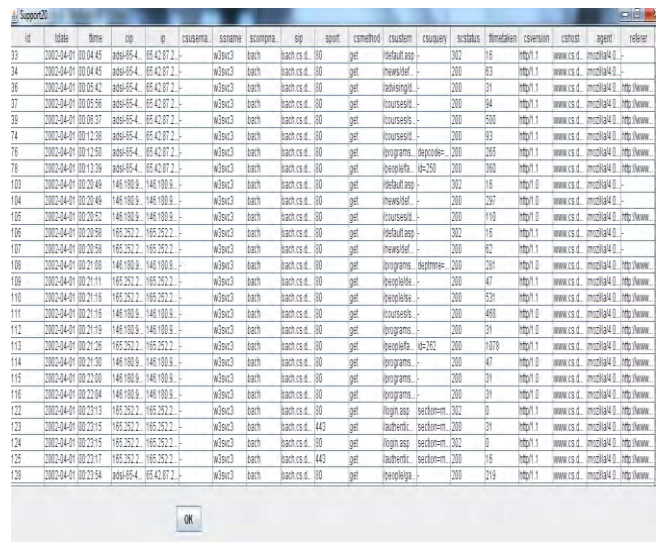 Support20
id tdate ttime cip ip csuserna... ssname scompna... sip sport csmethod csustem csuquery scstatus ttimetaken csversion cshost agent referer
33 2002-04-01 00:04:45 adsl-65-4... 65.42.87.2... - w3svc3 bach bach.cs.d... 80 get /default.asp - 302 16 http/1.1 www.cs.d... mozilla/4.0... -
34 2002-04-01 00:04:45 adsl-65-4... 65.42.87.2... - w3svc3 bach bach.cs.d... 80 get /news/def... - 200 63 http/1.1 www.cs.d... mozilla/4.0... -
36 2002-04-01 00:05:42 adsl-65-4... 65.42.87.2... - w3svc3 bach bach.cs.d... 80 get /advising/d... - 200 31 http/1.1 www.cs.d... mozilla/4.0... http://www...
37 2002-04-01 00:05:56 adsl-65-4... 65.42.87.2... - w3svc3 bach bach.cs.d... 80 get /courses/d... - 200 94 http/1.1 www.cs.d... mozilla/4.0... http://www...
39 2002-04-01 00:06:37 adsl-65-4... 65.42.87.2... - w3svc3 bach bach.cs.d... 80 get /courses/s... - 200 500 http/1.1 www.cs.d... mozilla/4.0... http://www...
74 2002-04-01 00:12:38 adsl-65-4... 65.42.87.2... - w3svc3 bach bach.cs.d... 80 get /courses/d... - 200 93 http/1.1 www.cs.d... mozilla/4.0... http://www...
76 2002-04-01 00:12:50 adsl-65-4... 65.42.87.2... - w3svc3 bach bach.cs.d... 80 get /programs... depcode=... 200 265 http/1.1 www.cs.d... mozilla/4.0... http://www...
78 2002-04-01 00:13:39 adsl-65-4... 65.42.87.2... - w3svc3 bach bach.cs.d... 80 get /people/fa... id=250 200 360 http/1.1 www.cs.d... mozilla/4.0... http://www...
103 2002-04-01 00:20:49 146.180.9... 146.180.9... - w3svc3 bach bach.cs.d... 80 get /default.asp - 302 16 http/1.0 www.cs.d... mozilla/4.0... -
104 2002-04-01 00:20:49 146.180.9... 146.180.9... - w3svc3 bach bach.cs.d... 80 get /news/def... - 200 297 http/1.0 www.cs.d... mozilla/4.0... -
105 2002-04-01 00:20:52 146.180.9... 146.180.9... - w3svc3 bach bach.cs.d... 80 get /courses/d... - 200 110 http/1.0 www.cs.d... mozilla/4.0... http://www...
106 2002-04-01 00:20:58 165.252.2... 165.252.2... - w3svc3 bach bach.cs.d... 80 get /default.asp - 302 16 http/1.1 www.cs.d... mozilla/4.0... -
107 2002-04-01 00:20:58 165.252.2... 165.252.2... - w3svc3 bach bach.cs.d... 80 get /news/def... - 200 62 http/1.1 www.cs.d... mozilla/4.0... -
108 2002-04-01 00:21:08 146.180.9... 146.180.9... - w3svc3 bach bach.cs.d... 80 get /programs... deptmne=... 200 281 http/1.0 www.cs.d... mozilla/4.0... http://www...
109 2002-04-01 00:21:11 165.252.2... 165.252.2... - w3svc3 bach bach.cs.d... 80 get /people/de... - 200 47 http/1.1 www.cs.d... mozilla/4.0... http://www...
110 2002-04-01 00:21:16 165.252.2... 165.252.2... - w3svc3 bach bach.cs.d... 80 get /people/se... - 200 531 http/1.1 www.cs.d... mozilla/4.0... http://www...
111 2002-04-01 00:21:16 146.180.9... 146.180.9... - w3svc3 bach bach.cs.d... 80 get /courses/s... - 200 468 http/1.0 www.cs.d... mozilla/4.0... http://www...
112 2002-04-01 00:21:19 146.180.9... 146.180.9... - w3svc3 bach bach.cs.d... 80 get /programs... - 200 31 http/1.0 www.cs.d... mozilla/4.0... http://www...
113 2002-04-01 00:21:26 165.252.2... 165.252.2... - w3svc3 bach bach.cs.d... 80 get /people/fa... id=262 200 1078 http/1.1 www.cs.d... mozilla/4.0... http://www...
114 2002-04-01 00:21:30 146.180.9... 146.180.9... - w3svc3 bach bach.cs.d... 80 get /programs... - 200 47 http/1.0 www.cs.d... mozilla/4.0... http://www...
115 2002-04-01 00:22:00 146.180.9... 146.180.9... - w3svc3 bach bach.cs.d... 80 get /programs... - 200 31 http/1.0 www.cs.d... mozilla/4.0... http://www...
116 2002-04-01 00:22:04 146.180.9... 146.180.9... - w3svc3 bach bach.cs.d... 80 get /programs... - 200 31 http/1.0 www.cs.d... mozilla/4.0... http://www...
122 2002-04-01 00:23:13 165.252.2... 165.252.2... - w3svc3 bach bach.cs.d... 80 get /login.asp section=m... 302 0 http/1.1 www.cs.d... mozilla/4.0... http://www...
123 2002-04-01 00:23:15 165.252.2... 165.252.2... - w3svc3 bach bach.cs.d... 443 get /authentic... section=m... 200 31 http/1.1 www.cs.d... mozilla/4.0... http://www...
124 2002-04-01 00:23:15 165.252.2... 165.252.2... - w3svc3 bach bach.cs.d... 80 get /login.asp section=m... 302 0 http/1.1 www.cs.d... mozilla/4.0... http://www...
125 2002-04-01 00:23:17 165.252.2... 165.252.2... - w3svc3 bach bach.cs.d... 443 get /authentic... section=m... 200 16 http/1.1 www.cs.d... mozilla/4.0... http://www...
128 2002-04-01 00:23:54 adsl-65-4... 65.42.87.2... - w3svc3 bach bach.cs.d... 80 get /people/ga... - 200 219 http/1.1 www.cs.d... mozilla/4.0... http://www...
OK